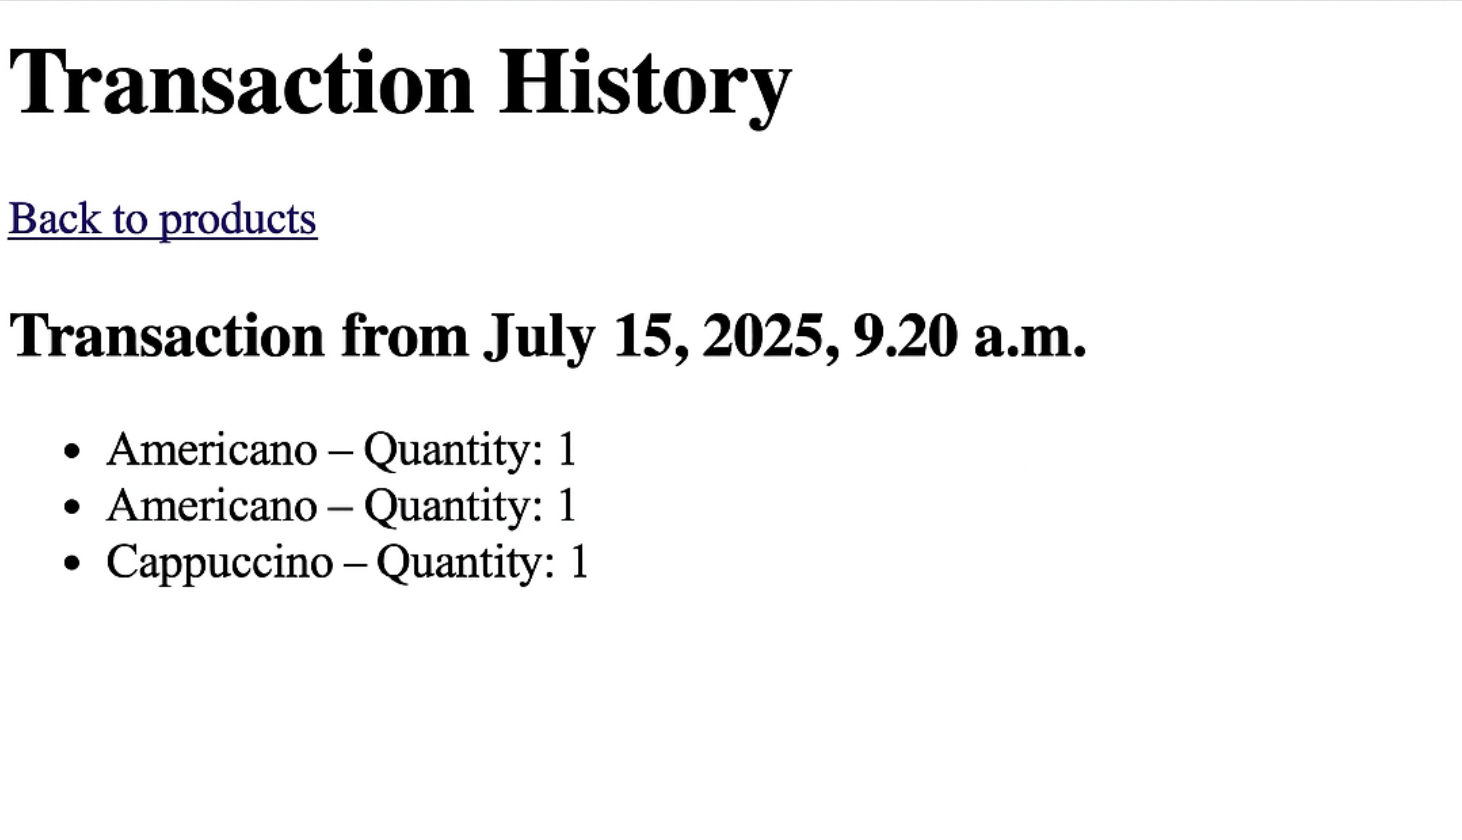 Transaction History
Back to products
Transaction from July 15, 2025, 9.20 a.m.
• Americano – Quantity: 1
• Americano – Quantity: 1
• Cappuccino – Quantity: 1